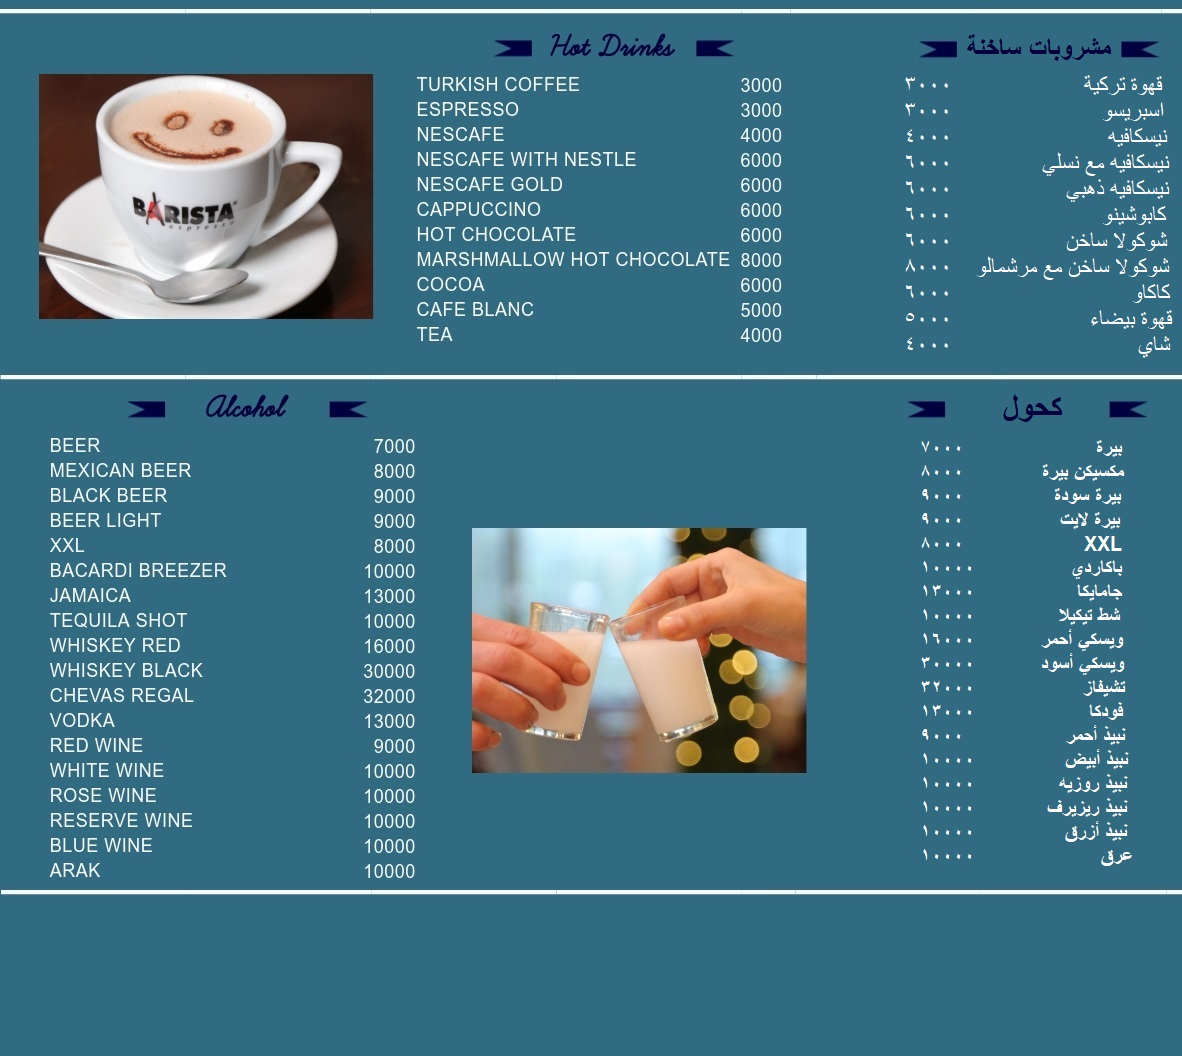 Hot Drinks
مشروبات ساخنة
BARISTA
espresso
TURKISH COFFEE 3000
ESPRESSO 3000
NESCAFE 4000
NESCAFE WITH NESTLE 6000
NESCAFE GOLD 6000
CAPPUCCINO 6000
HOT CHOCOLATE 6000
MARSHMALLOW HOT CHOCOLATE 8000
COCOA 6000
CAFE BLANC 5000
TEA 4000
قهوة تركية ٣٠٠٠
اسبريسو ٣٠٠٠
نيسكافيه ٤٠٠٠
نيسكافيه مع نسلي ٦٠٠٠
نيسكافيه ذهبي ٦٠٠٠
كابوشينو ٦٠٠٠
شوكولا ساخن ٦٠٠٠
شوكولا ساخن مع مرشمالو ٨٠٠٠
كاكاو ٦٠٠٠
قهوة بيضاء ٥٠٠٠
شاي ٤٠٠٠
Alcohol
كحول
BEER 7000
MEXICAN BEER 8000
BLACK BEER 9000
BEER LIGHT 9000
XXL 8000
BACARDI BREEZER 10000
JAMAICA 13000
TEQUILA SHOT 10000
WHISKEY RED 16000
WHISKEY BLACK 30000
CHEVAS REGAL 32000
VODKA 13000
RED WINE 9000
WHITE WINE 10000
ROSE WINE 10000
RESERVE WINE 10000
BLUE WINE 10000
ARAK 10000
بيرة ٧٠٠٠
مكسيكن بيرة ٨٠٠٠
بيرة سودة ٩٠٠٠
بيرة لايت ٩٠٠٠
XXL ٨٠٠٠
باكاردي ١٠٠٠٠
جامايكا ١٣٠٠٠
شط تيكيلا ١٠٠٠٠
ويسكي أحمر ١٦٠٠٠
ويسكي أسود ٣٠٠٠٠
تشيفاز ٣٢٠٠٠
فودكا ١٣٠٠٠
نبيذ أحمر ٩٠٠٠
نبيذ أبيض ١٠٠٠٠
نبيذ روزيه ١٠٠٠٠
نبيذ ريزيرف ١٠٠٠٠
نبيذ أزرق ١٠٠٠٠
عرق ١٠٠٠٠